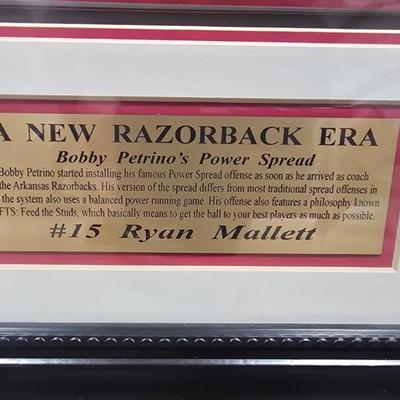 A NEW RAZORBACK ERA
Bobby Petrino's Power Spread
Bobby Petrino started installing his famous Power Spread offense as soon as he arrived as coach
the Arkansas Razorbacks. His version of the spread differs from most traditional spread offenses in
the system also uses a balanced power running game. His offense also features a philosophy known
FTS: Feed the Studs, which basically means to get the ball to your best players as much as possible.
#15 Ryan Mallett